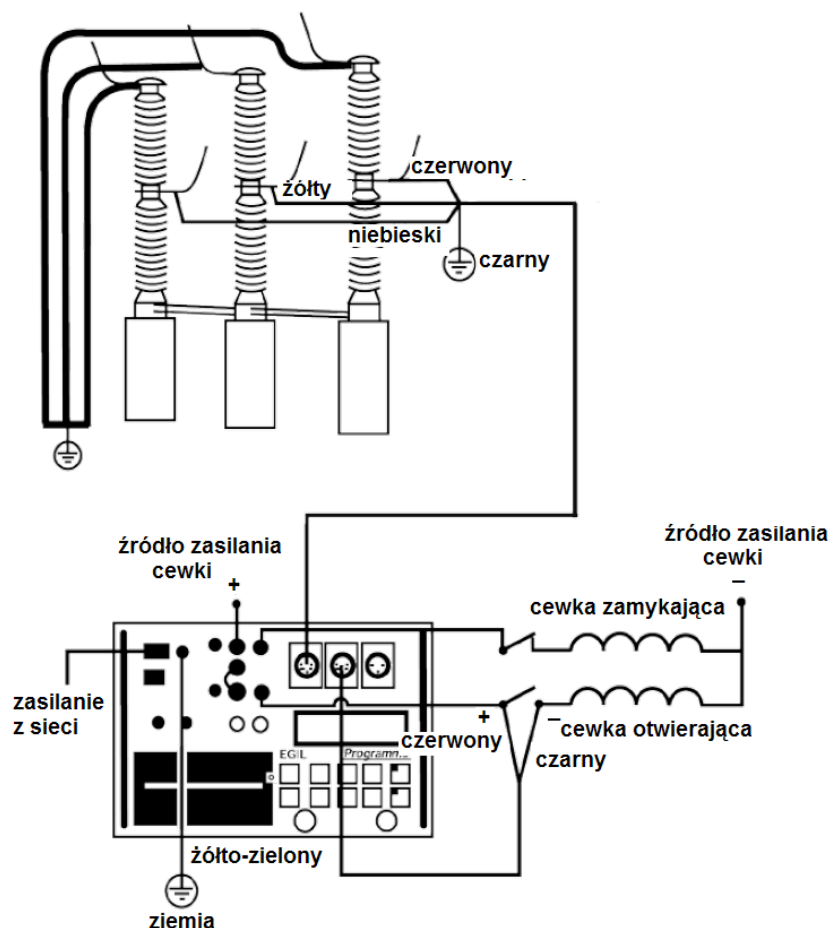 czerwony
żółty
niebieski
czarny
źródło zasilania
cewki
+
źródło zasilania
cewki
–
cewka zamykająca
zasilanie
z sieci
+
–
cewka otwierająca
czerwony
czarny
EGIL
żółto-zielony
ziemia